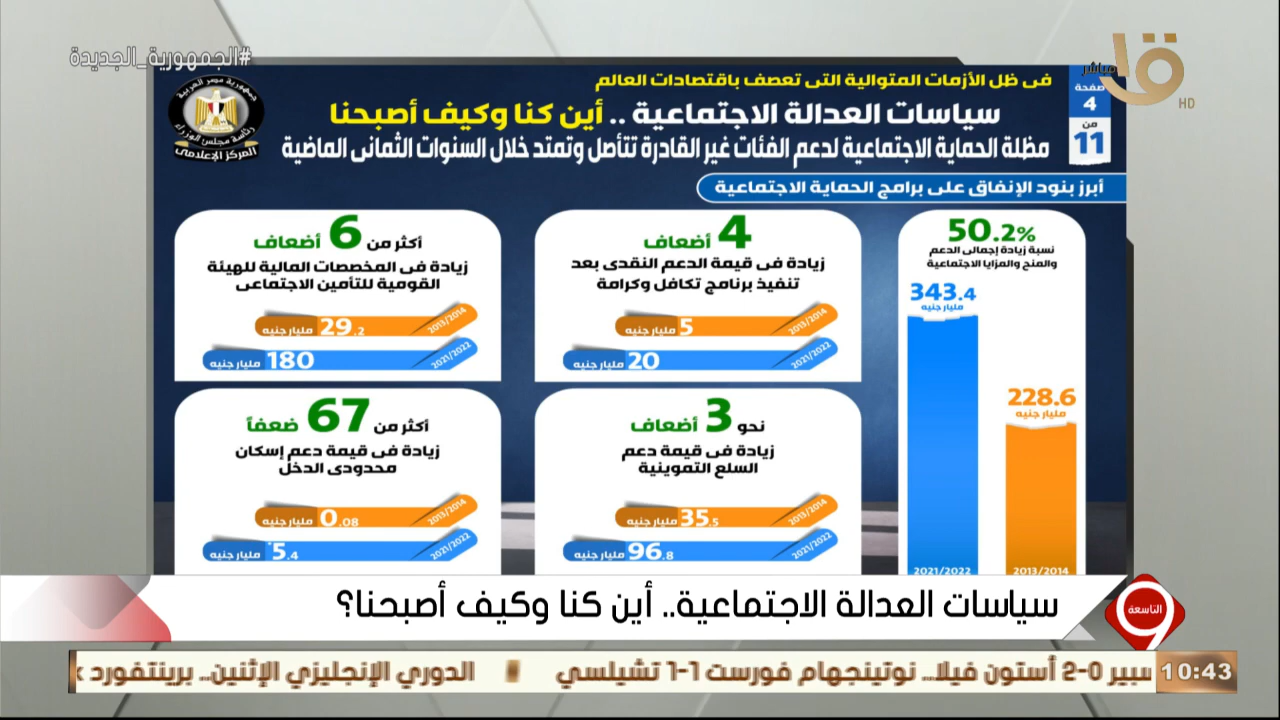 #الجمهورية_الجديدة
مباشر
HD
جمهورية مصر العربية
رئاسة مجلس الوزراء
المركز الإعلامى
صفحة
4
من
11
فى ظل الأزمات المتوالية التى تعصف باقتصادات العالم
سياسات العدالة الاجتماعية .. أين كنا وكيف أصبحنا
مظلة الحماية الاجتماعية لدعم الفئات غير القادرة تتأصل وتمتد خلال السنوات الثمانى الماضية
أبرز بنود الإنفاق على برامج الحماية الاجتماعية
50.2%
نسبة زيادة إجمالى الدعم
والمنح والمزايا الاجتماعية
343.4
مليار جنيه
228.6
مليار جنيه
2021/2022
2013/2014
4 أضعاف
زيادة فى قيمة الدعم النقدى بعد
تنفيذ برنامج تكافل وكرامة
2013/2014
5 مليار جنيه
2021/2022
20 مليار جنيه
أكثر من 6 أضعاف
زيادة فى المخصصات المالية للهيئة
القومية للتأمين الاجتماعى
2013/2014
29.2 مليار جنيه
2021/2022
180 مليار جنيه
نحو 3 أضعاف
زيادة فى قيمة دعم
السلع التموينية
2013/2014
35.5 مليار جنيه
2021/2022
96.8 مليار جنيه
أكثر من 67 ضعفاً
زيادة فى قيمة دعم إسكان
محدودى الدخل
2013/2014
0.08 مليار جنيه
2021/2022
5.4 مليار جنيه
التاسعة
9
سياسات العدالة الاجتماعية.. أين كنا وكيف أصبحنا؟
10:43
سبير 0-2 أستون فيلا.. نوتينجهام فورست 1-1 تشيلسي
الدوري الإنجليزي الإثنين.. برينتفورد